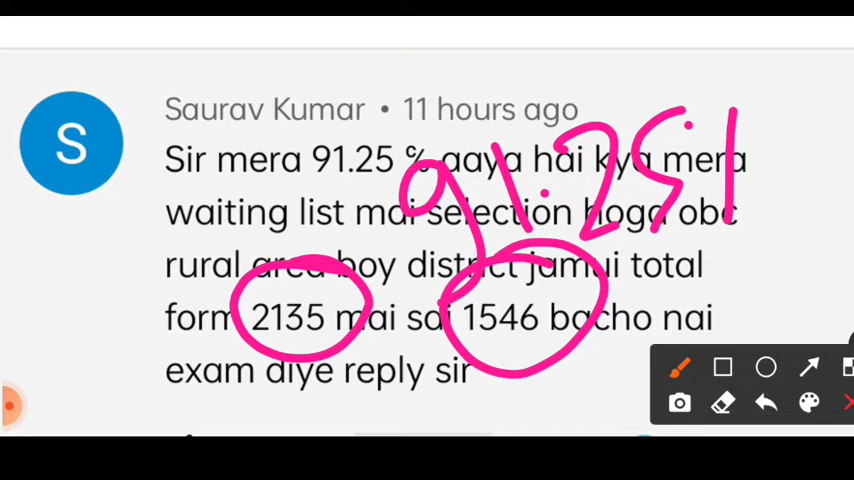 S
Saurav Kumar • 11 hours ago
Sir mera 91.25 % aaya hai kya mera
waiting list mai selection hoga obc
rural area boy district jamui total
form 2135 mai sai 1546 bacho nai
exam diye reply sir
91.25